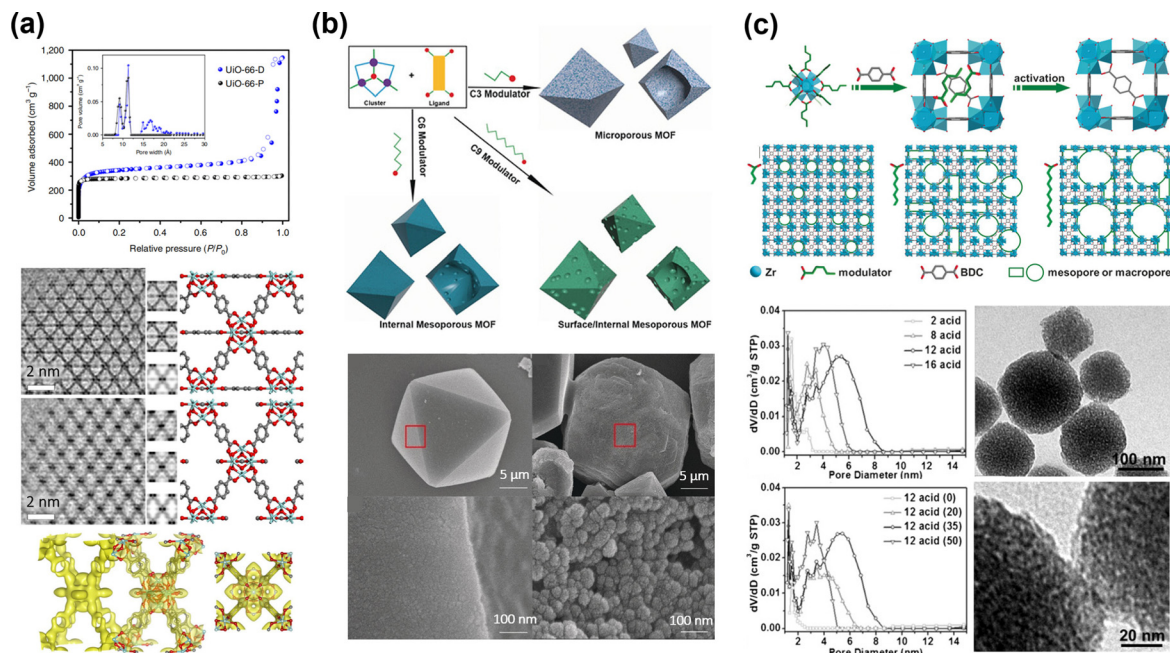 (a)
1,200
1,000
800
600
400
200
0
Volume adsorbed (cm³ g⁻¹)
0.0 0.2 0.4 0.6 0.8 1.0
Relative pressure (P/P₀)
UiO-66-D
UiO-66-P
0.10
0.05
0.00
Pore volume (cm³ g⁻¹)
5 10 15 20 25 30
Pore width (Å)
2 nm
2 nm
(b)
Cluster
+
Ligand
C3 Modulator
Microporous MOF
C6 Modulator
C9 Modulator
Internal Mesoporous MOF
Surface/Internal Mesoporous MOF
5 μm
5 μm
100 nm
100 nm
(c)
activation
Zr
modulator
BDC
mesopore or macropore
dV/dD (cm³/g STP)
0.04
0.03
0.02
0.01
0.00
2 4 6 8 10 12 14
Pore Diameter (nm)
2 acid
8 acid
12 acid
16 acid
100 nm
dV/dD (cm³/g STP)
0.04
0.03
0.02
0.01
0.00
2 4 6 8 10 12 14
Pore Diameter (nm)
12 acid (0)
12 acid (20)
12 acid (35)
12 acid (50)
20 nm